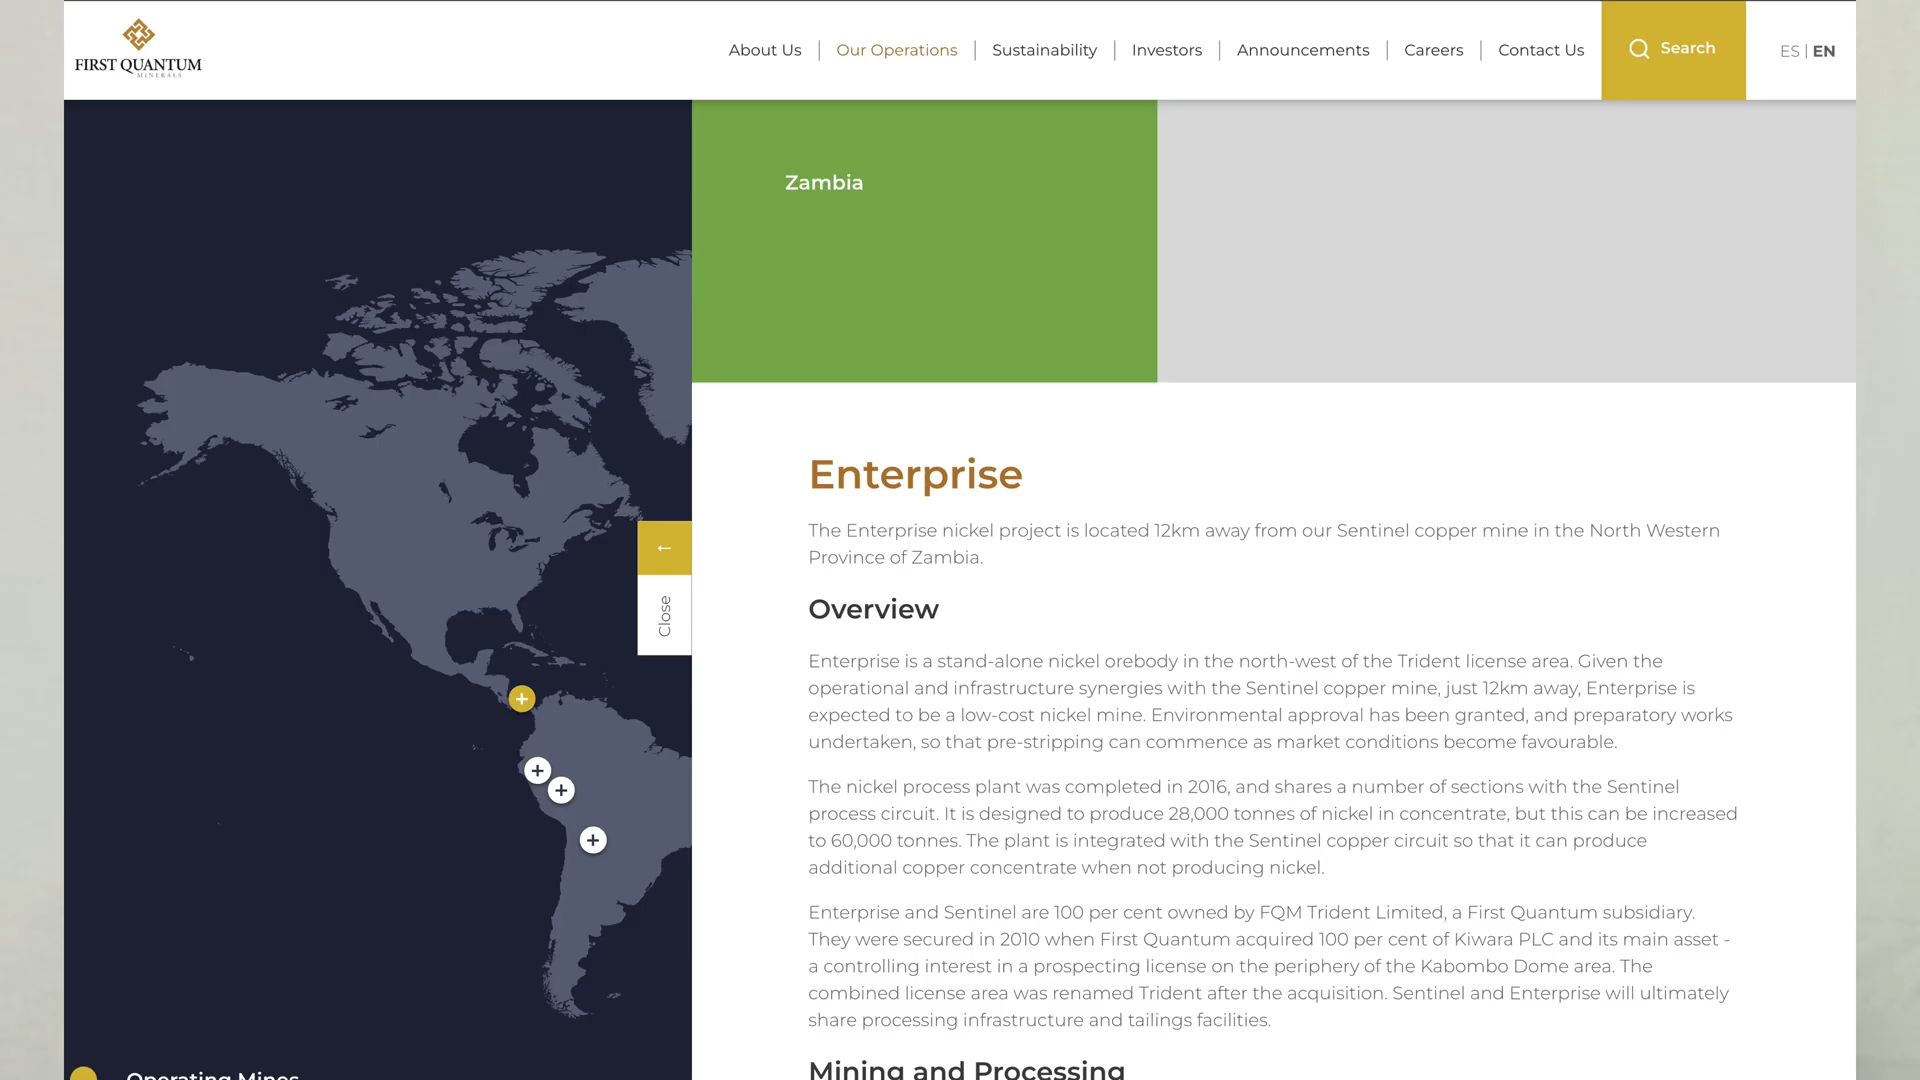 FIRST QUANTUM
MINERALS
About Us
Our Operations
Sustainability
Investors
Announcements
Careers
Contact Us
Search
ES | EN
Zambia
Close
Enterprise
The Enterprise nickel project is located 12km away from our Sentinel copper mine in the North Western
Province of Zambia.
Overview
Enterprise is a stand-alone nickel orebody in the north-west of the Trident license area. Given the
operational and infrastructure synergies with the Sentinel copper mine, just 12km away, Enterprise is
expected to be a low-cost nickel mine. Environmental approval has been granted, and preparatory works
undertaken, so that pre-stripping can commence as market conditions become favourable.
The nickel process plant was completed in 2016, and shares a number of sections with the Sentinel
process circuit. It is designed to produce 28,000 tonnes of nickel in concentrate, but this can be increased
to 60,000 tonnes. The plant is integrated with the Sentinel copper circuit so that it can produce
additional copper concentrate when not producing nickel.
Enterprise and Sentinel are 100 per cent owned by FQM Trident Limited, a First Quantum subsidiary.
They were secured in 2010 when First Quantum acquired 100 per cent of Kiwara PLC and its main asset -
a controlling interest in a prospecting license on the periphery of the Kabombo Dome area. The
combined license area was renamed Trident after the acquisition. Sentinel and Enterprise will ultimately
share processing infrastructure and tailings facilities.
Mining and Processing
Operating Mines